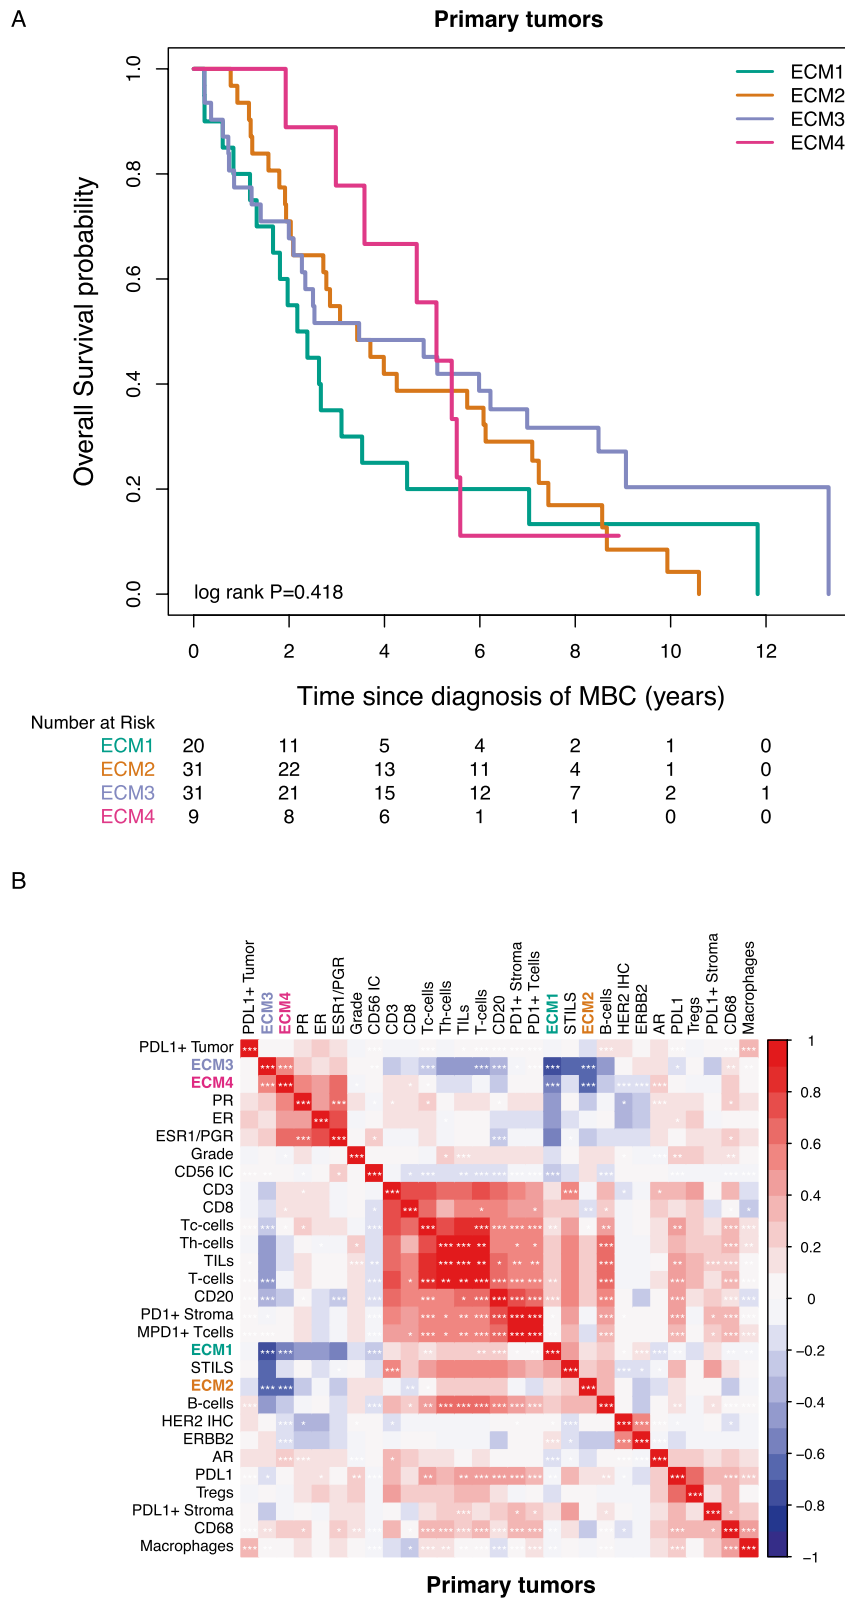 A
Primary tumors
ECM1
ECM2
ECM3
ECM4
Overall Survival probability
1.0
0.8
0.6
0.4
0.2
0.0
log rank P=0.418
0 2 4 6 8 10 12
Time since diagnosis of MBC (years)
Number at Risk
ECM1 20 11 5 4 2 1 0
ECM2 31 22 13 11 4 1 0
ECM3 31 21 15 12 7 2 1
ECM4 9 8 6 1 1 0 0
B
PDL1+ Tumor
ECM3
ECM4
PR
ER
ESR1/PGR
Grade
CD56 IC
CD3
CD8
Tc-cells
Th-cells
TILs
T-cells
CD20
PD1+ Stroma
PD1+ Tcells
ECM1
STILS
ECM2
B-cells
HER2 IHC
ERBB2
AR
PDL1
Tregs
PDL1+ Stroma
CD68
Macrophages
PDL1+ Tumor
ECM3
ECM4
PR
ER
ESR1/PGR
Grade
CD56 IC
CD3
CD8
Tc-cells
Th-cells
TILs
T-cells
CD20
PD1+ Stroma
MPD1+ Tcells
ECM1
STILS
ECM2
B-cells
HER2 IHC
ERBB2
AR
PDL1
Tregs
PDL1+ Stroma
CD68
Macrophages
1
0.8
0.6
0.4
0.2
0
−0.2
−0.4
−0.6
−0.8
−1
Primary tumors